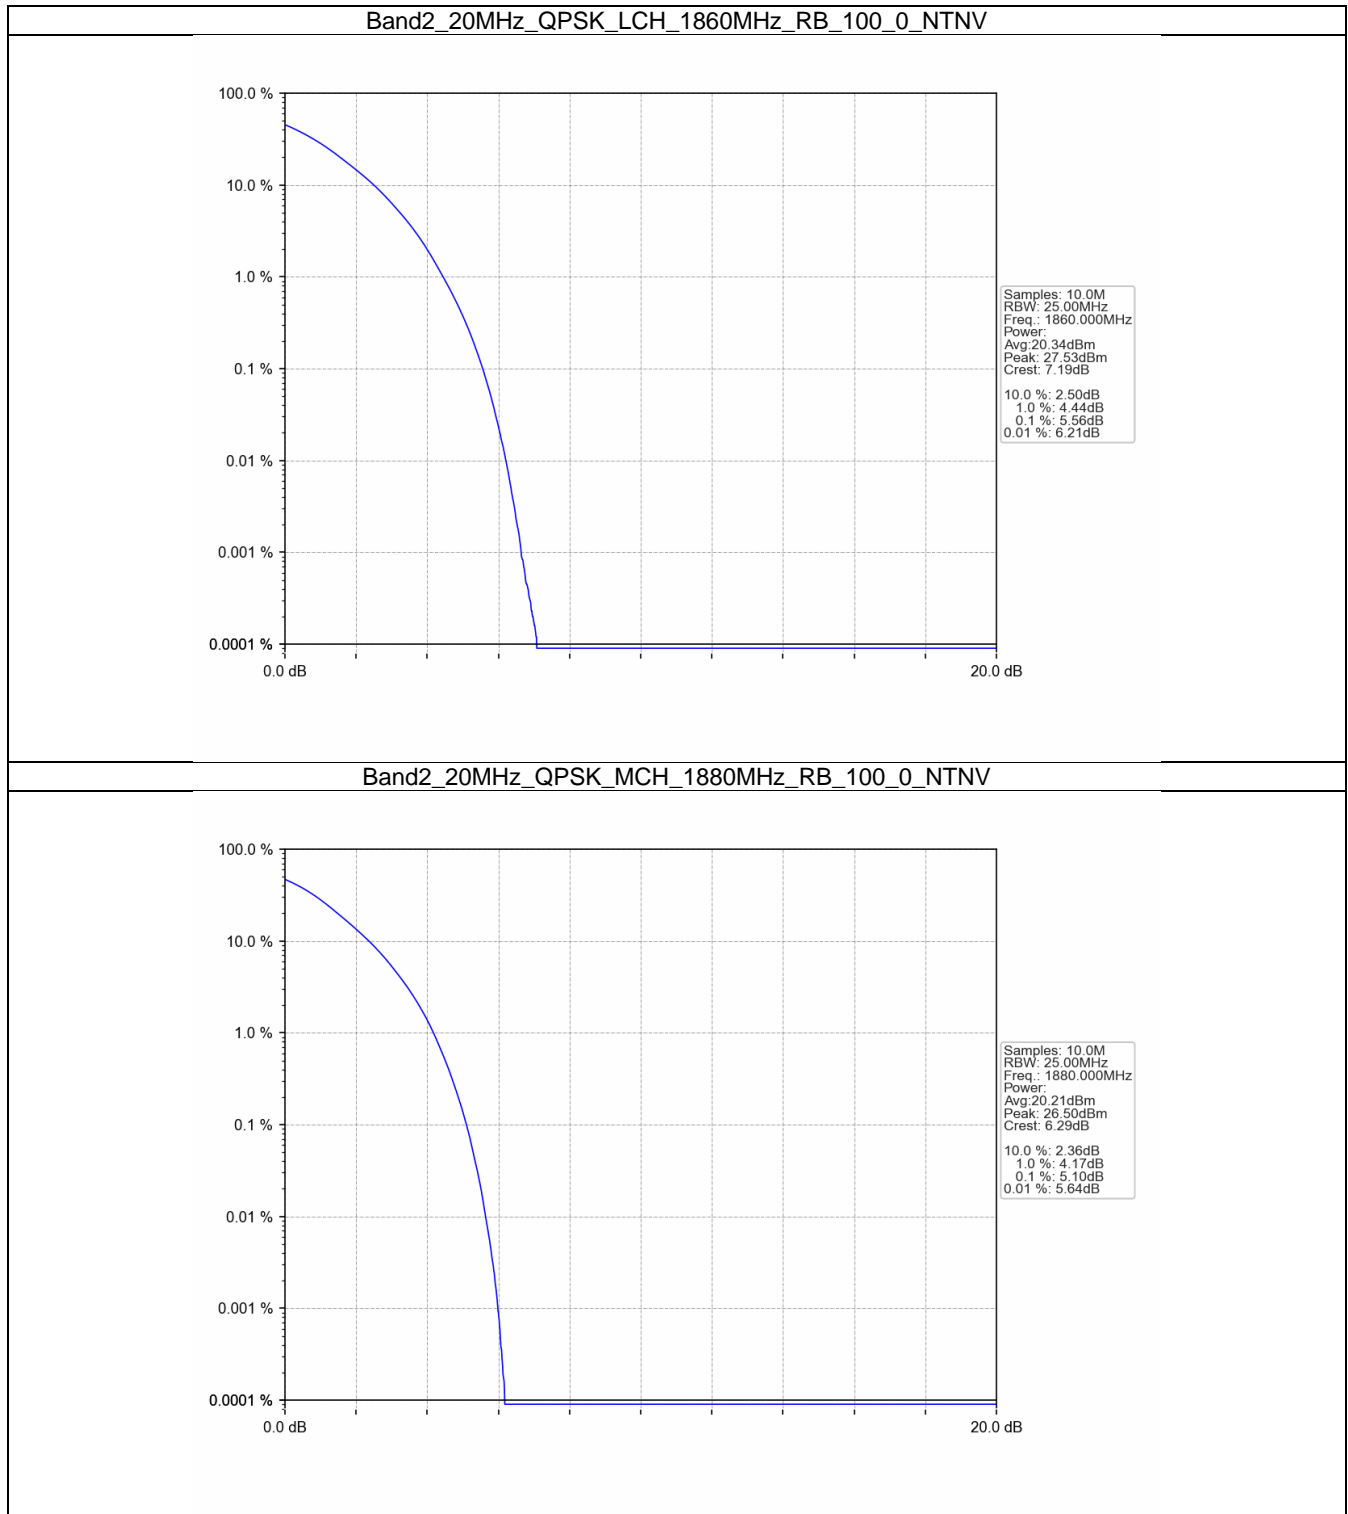 Band2_20MHz_QPSK_LCH_1860MHz_RB_100_0_NTNV
100.0 %
10.0 %
1.0 %
0.1 %
0.01 %
0.001 %
0.0001 %
0.0 dB
20.0 dB
Samples: 10.0M
RBW: 25.00MHz
Freq.: 1860.000MHz
Power:
Avg:20.34dBm
Peak: 27.53dBm
Crest: 7.19dB
10.0 %: 2.50dB
1.0 %: 4.44dB
0.1 %: 5.56dB
0.01 %: 6.21dB
Band2_20MHz_QPSK_MCH_1880MHz_RB_100_0_NTNV
100.0 %
10.0 %
1.0 %
0.1 %
0.01 %
0.001 %
0.0001 %
0.0 dB
20.0 dB
Samples: 10.0M
RBW: 25.00MHz
Freq.: 1880.000MHz
Power:
Avg:20.21dBm
Peak: 26.50dBm
Crest: 6.29dB
10.0 %: 2.36dB
1.0 %: 4.17dB
0.1 %: 5.10dB
0.01 %: 5.64dB